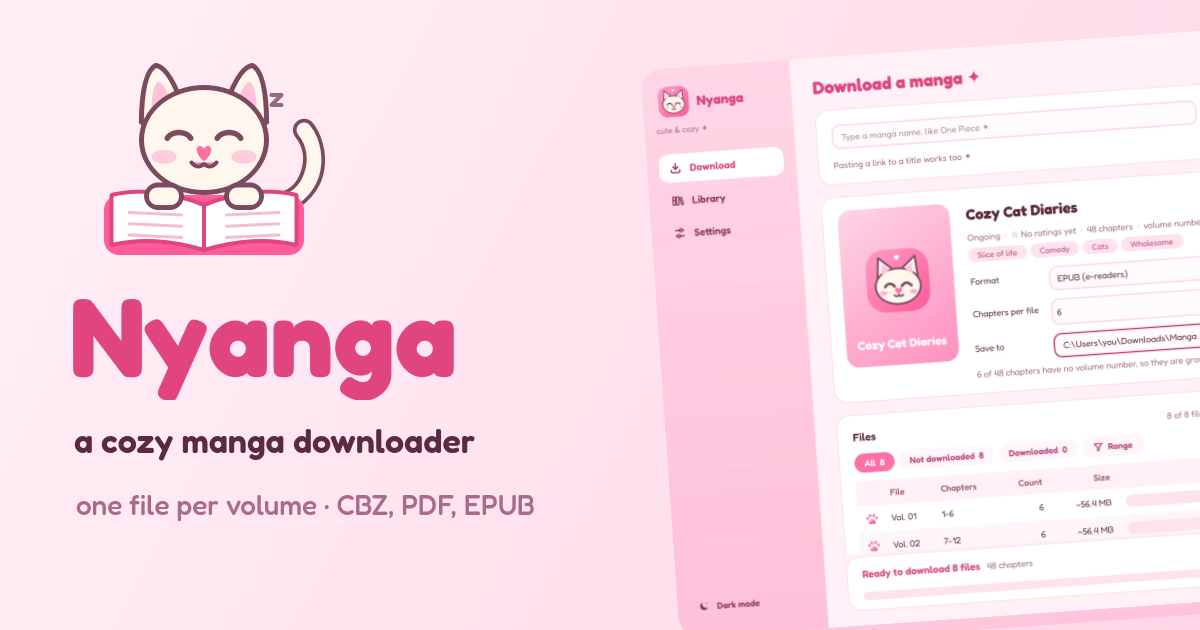 z
Nyanga
a cozy manga downloader
one file per volume · CBZ, PDF, EPUB
Nyanga
cute & cozy ✦
Download
Library
Settings
Dark mode
Download a manga ✦
Type a manga name, like One Piece ✦
Pasting a link to a title works too ✦
Cozy Cat Diaries
Cozy Cat Diaries
Ongoing · ☆ No ratings yet · 48 chapters · volume numbe
Slice of life Comedy Cats Wholesome
Format EPUB (e-readers)
Chapters per file 6
Save to C:\Users\you\Downloads\Manga
6 of 48 chapters have no volume number, so they are gro
Files 8 of 8 fil
All 8 Not downloaded 8 Downloaded 0 Range
File Chapters Count Size
Vol. 01 1-6 6 ~56.4 MB
Vol. 02 7-12 6 ~56.4 MB
Ready to download 8 files 48 chapters